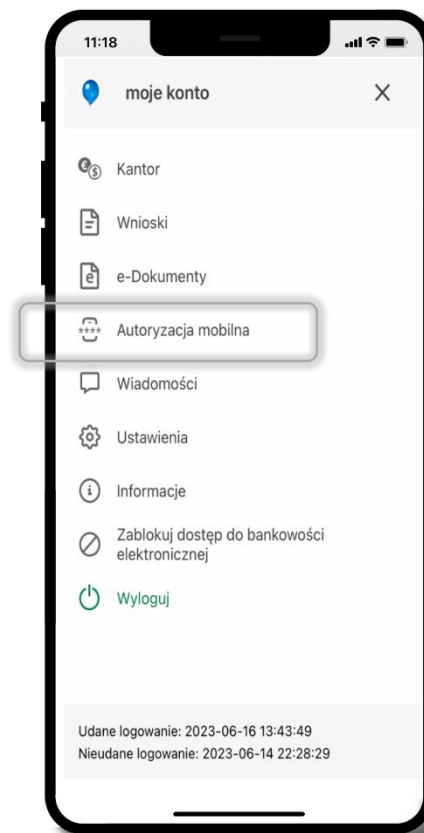 11:18
moje konto
Kantor
Wnioski
e-Dokumenty
Autoryzacja mobilna
Wiadomości
Ustawienia
Informacje
Zablokuj dostęp do bankowości
elektronicznej
Wyloguj
Udane logowanie: 2023-06-16 13:43:49
Nieudane logowanie: 2023-06-14 22:28:29